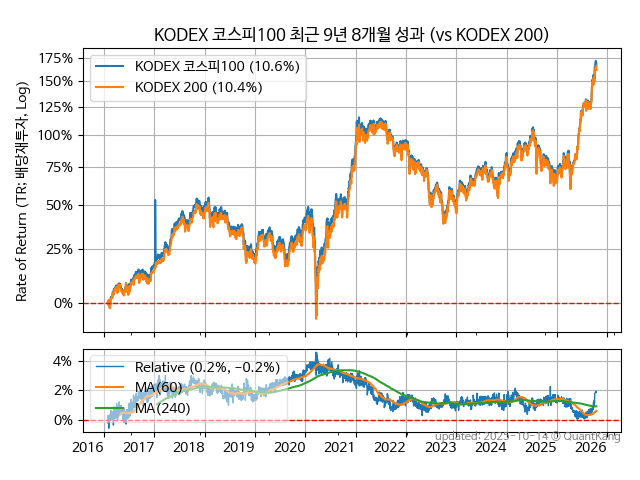 KODEX 코스피100 최근 9년 8개월 성과 (vs KODEX 200)
Rate of Return (TR: 배당재투자, Log)
175%
150%
125%
100%
75%
50%
25%
0%
KODEX 코스피100 (10.6%)
KODEX 200 (10.4%)
4%
2%
0%
Relative (0.2%, −0.2%)
MA(60)
MA(240)
2016 2017 2018 2019 2020 2021 2022 2023 2024 2025 2026
updated: 2025-10-14 © QuantKang